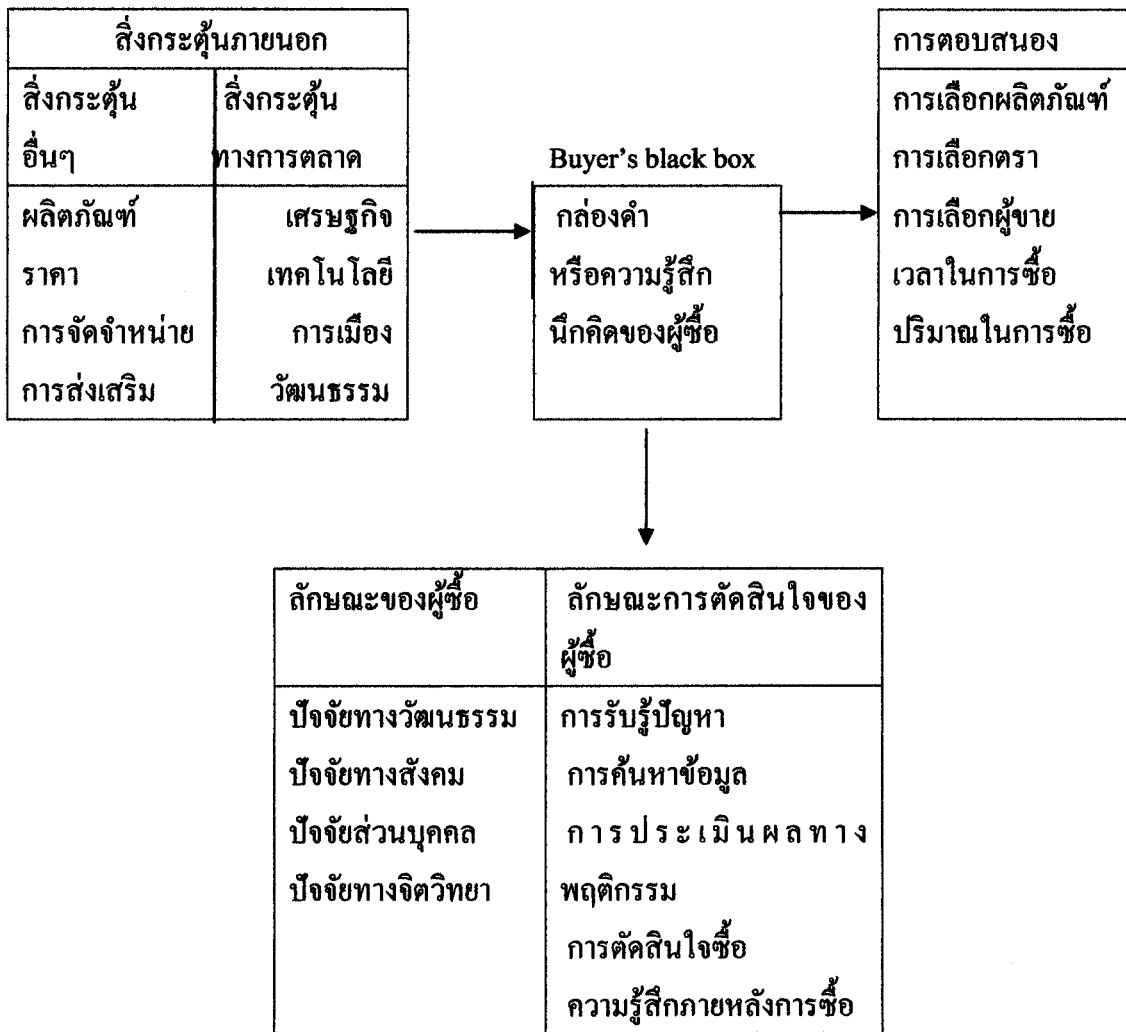 สิ่งกระตุ้นภายนอก
สิ่งกระตุ้น
อื่นๆ
สิ่งกระตุ้น
ทางการตลาด
ผลิตภัณฑ์
ราคา
การจัดจำหน่าย
การส่งเสริม
เศรษฐกิจ
เทคโนโลยี
การเมือง
วัฒนธรรม
Buyer's black box
กล่องดำ
หรือความรู้สึก
นึกคิดของผู้ซื้อ
การตอบสนอง
การเลือกผลิตภัณฑ์
การเลือกตรา
การเลือกผู้ขาย
เวลาในการซื้อ
ปริมาณในการซื้อ
ลักษณะของผู้ซื้อ
ลักษณะการตัดสินใจของ
ผู้ซื้อ
ปัจจัยทางวัฒนธรรม
ปัจจัยทางสังคม
ปัจจัยส่วนบุคคล
ปัจจัยทางจิตวิทยา
การรับรู้ปัญหา
การค้นหาข้อมูล
การประเมินผลทาง
พฤติกรรม
การตัดสินใจซื้อ
ความรู้สึกภายหลังการซื้อ